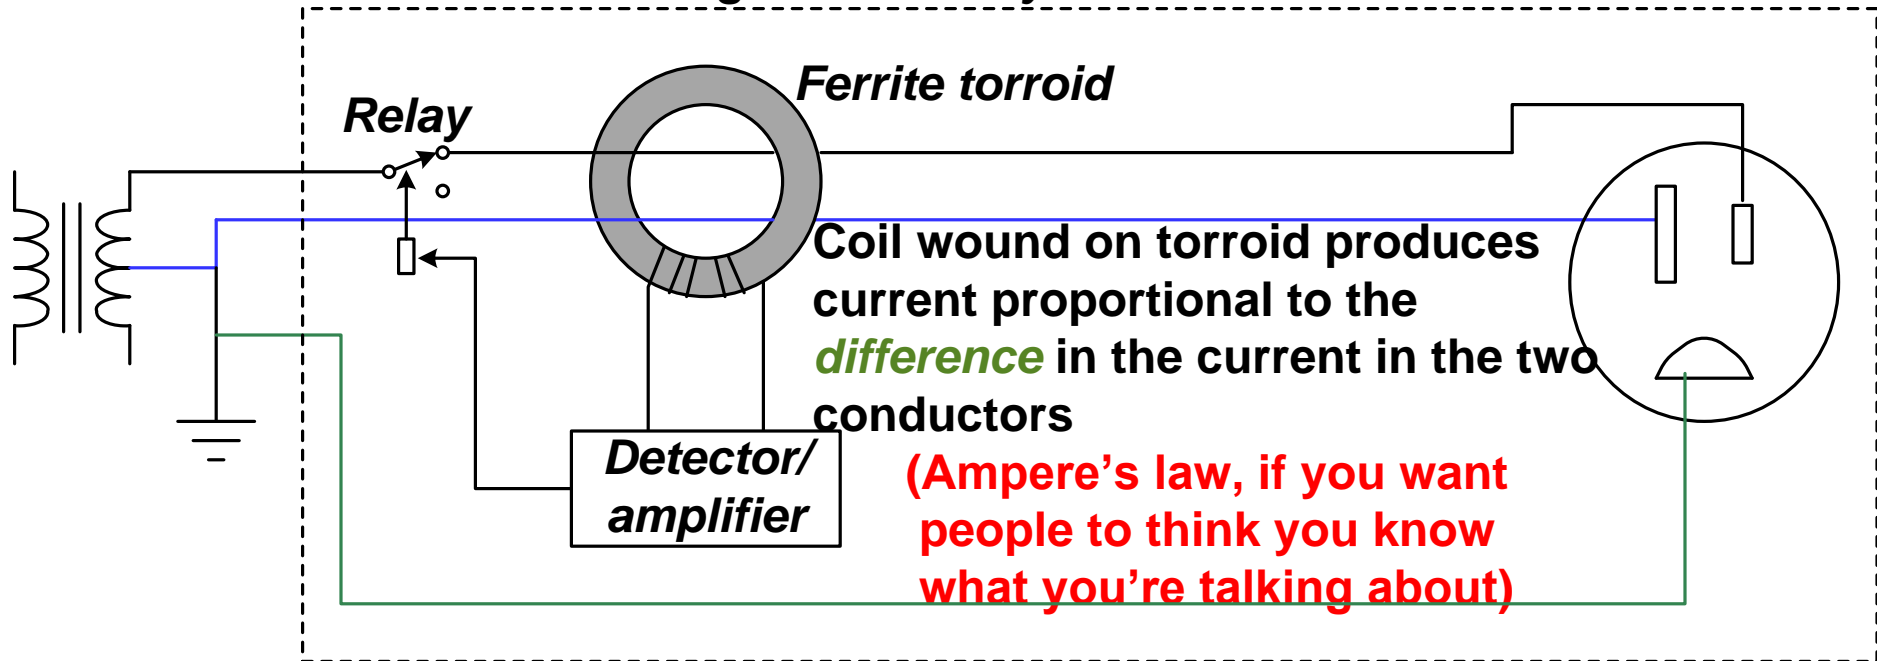 Relay
Ferrite torroid
Coil wound on torroid produces
current proportional to the
difference in the current in the two
conductors
(Ampere’s law, if you want
people to think you know
what you’re talking about)
Detector/
amplifier